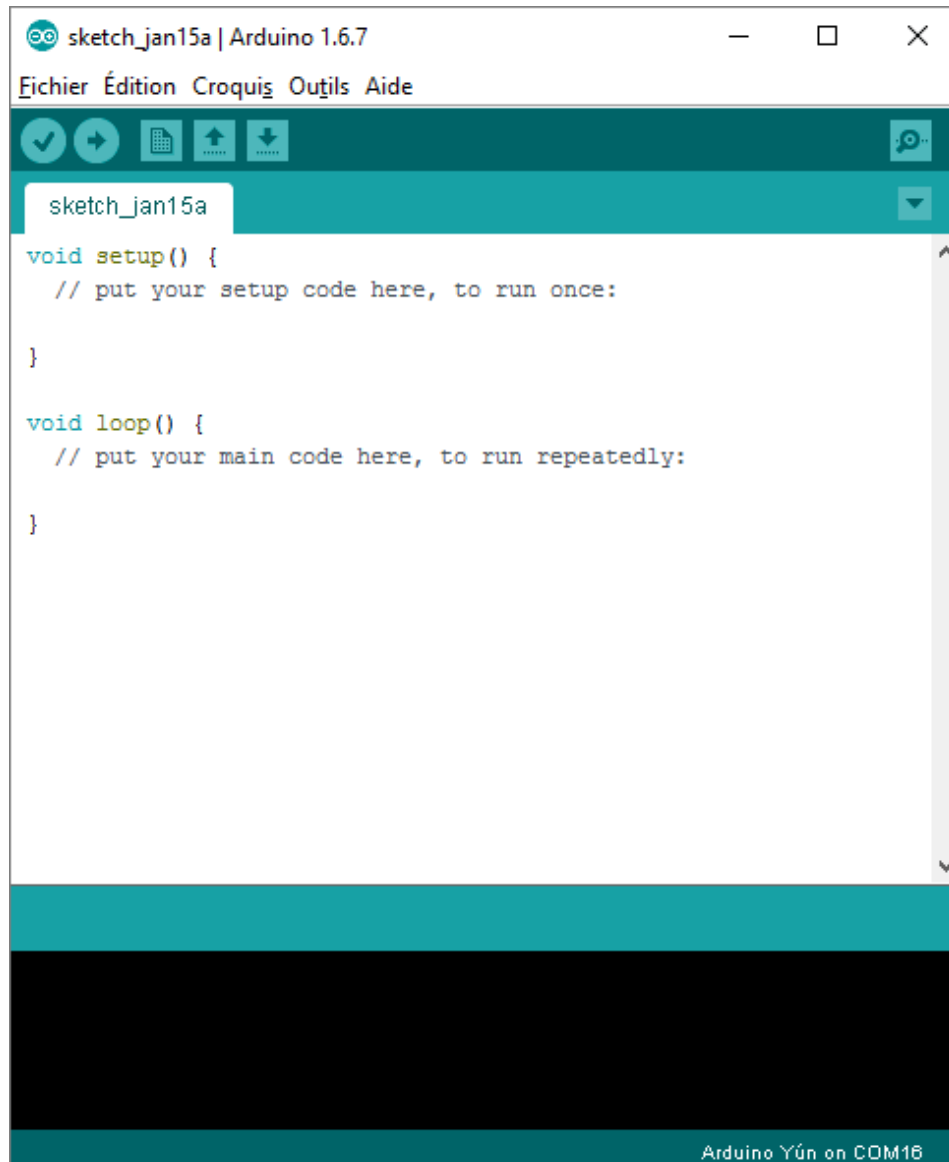 sketch_jan15a | Arduino 1.6.7
Fichier Édition Croquis Outils Aide
sketch_jan15a
void setup() {
  // put your setup code here, to run once:
}
void loop() {
  // put your main code here, to run repeatedly:
}
Arduino Yún on COM16